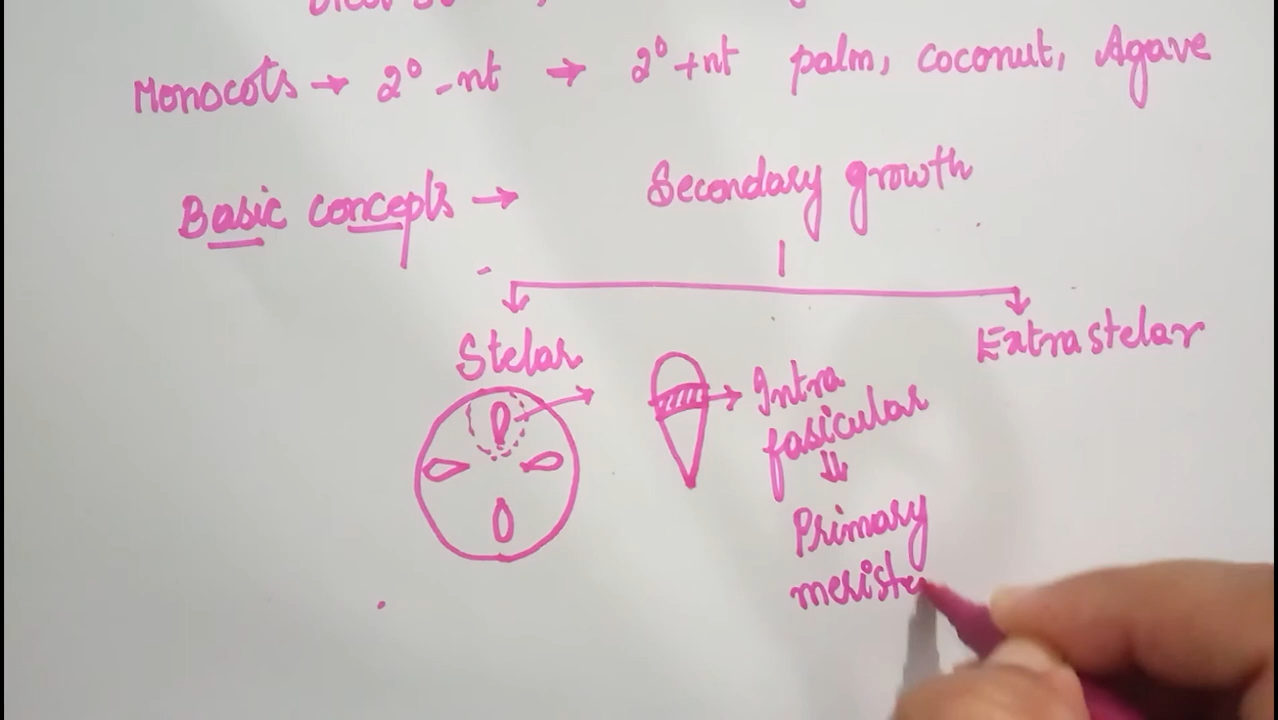 Monocots → 2° -nt → 2° +nt palm, coconut, Agave
Basic concepts → Secondary growth
Stelar
Extrastelar
Intra
fasicular
Primary
meriste